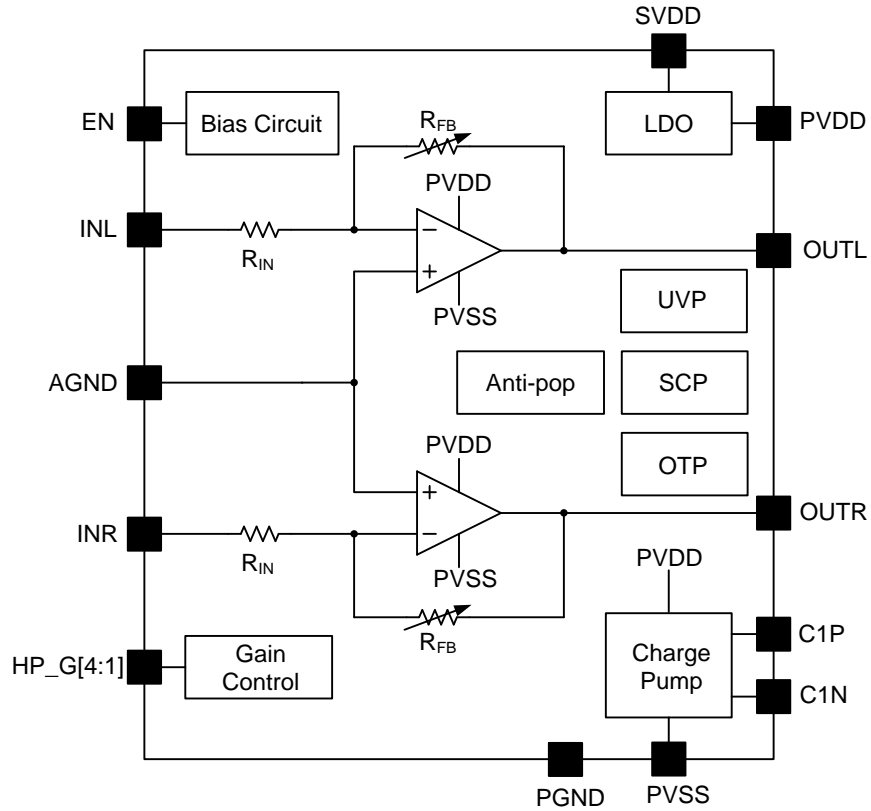 SVDD
EN
Bias Circuit
RFB
LDO
PVDD
PVDD
INL
RIN
−
+
OUTL
PVSS
UVP
AGND
Anti-pop
SCP
PVDD
OTP
+
−
OUTR
INR
RIN
PVSS
PVDD
RFB
HP_G[4:1]
Gain
Control
Charge
Pump
C1P
C1N
PGND
PVSS